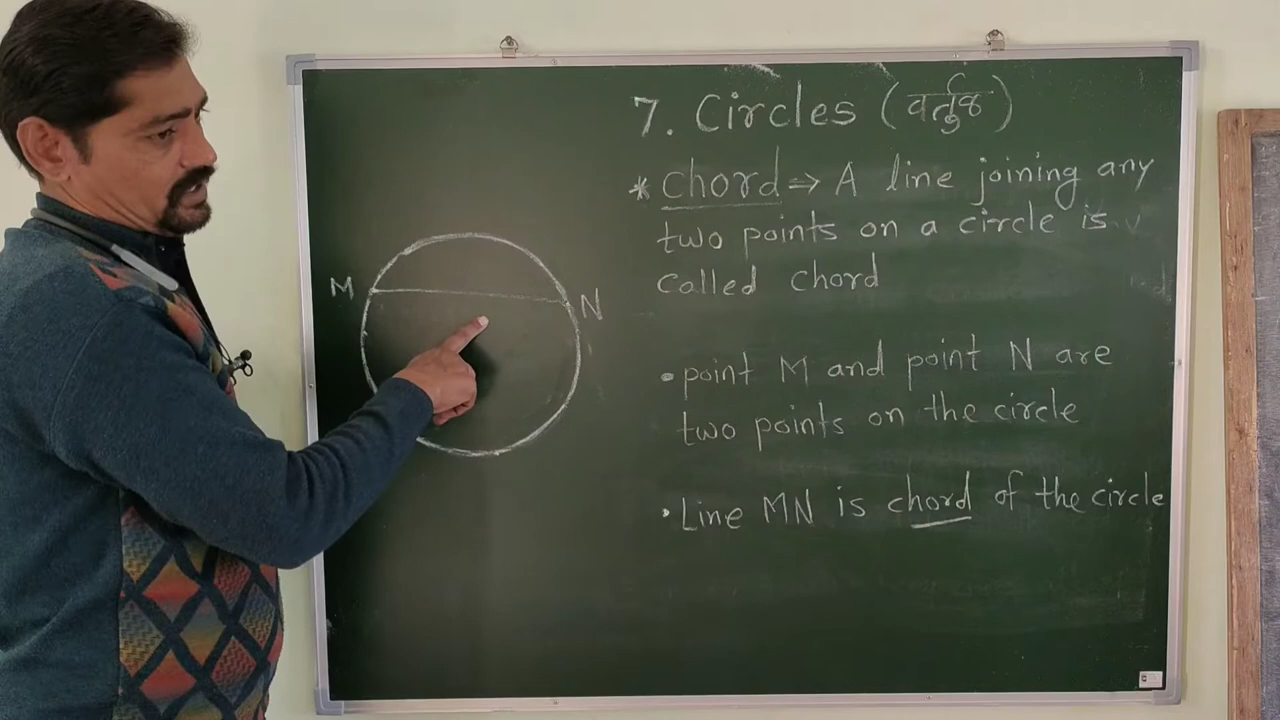 7. Circles (वर्तुळ)
* chord ⇒ A line joining any
two points on a circle is
called chord
M
N
• point M and point N are
two points on the circle
• Line MN is chord of the circle